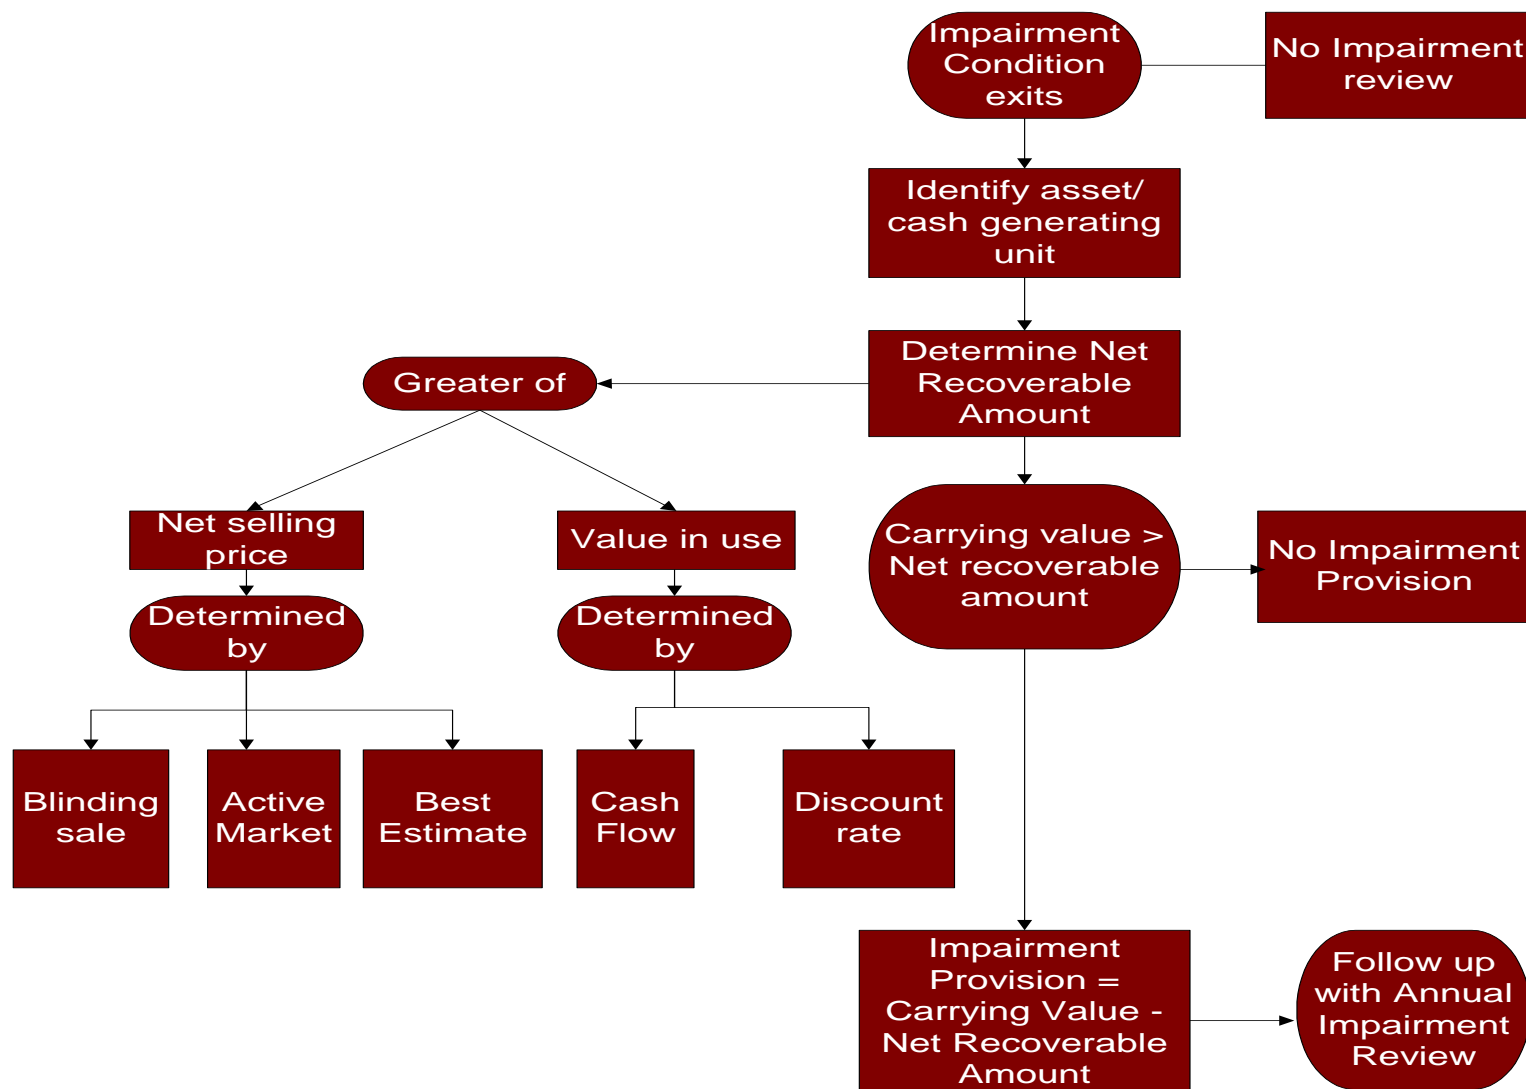 Impairment
Condition
exits
No Impairment
review
Identify asset/
cash generating
unit
Determine Net
Recoverable
Amount
Greater of
Net selling
price
Value in use
Carrying value >
Net recoverable
amount
No Impairment
Provision
Determined
by
Determined
by
Blinding
sale
Active
Market
Best
Estimate
Cash
Flow
Discount
rate
Impairment
Provision =
Carrying Value -
Net Recoverable
Amount
Follow up
with Annual
Impairment
Review